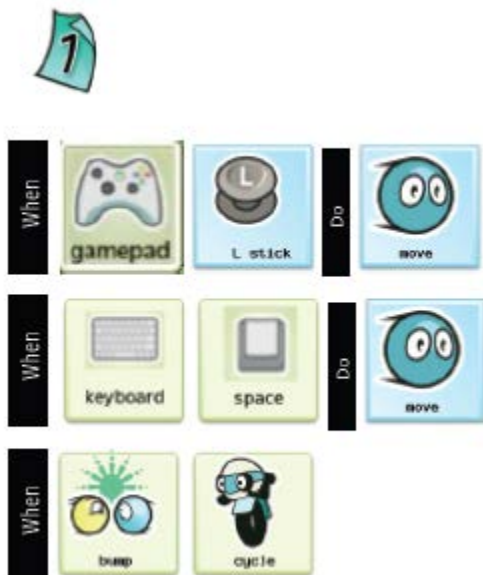 1
When gamepad L stick Do move
When keyboard space Do move
When bump cycle